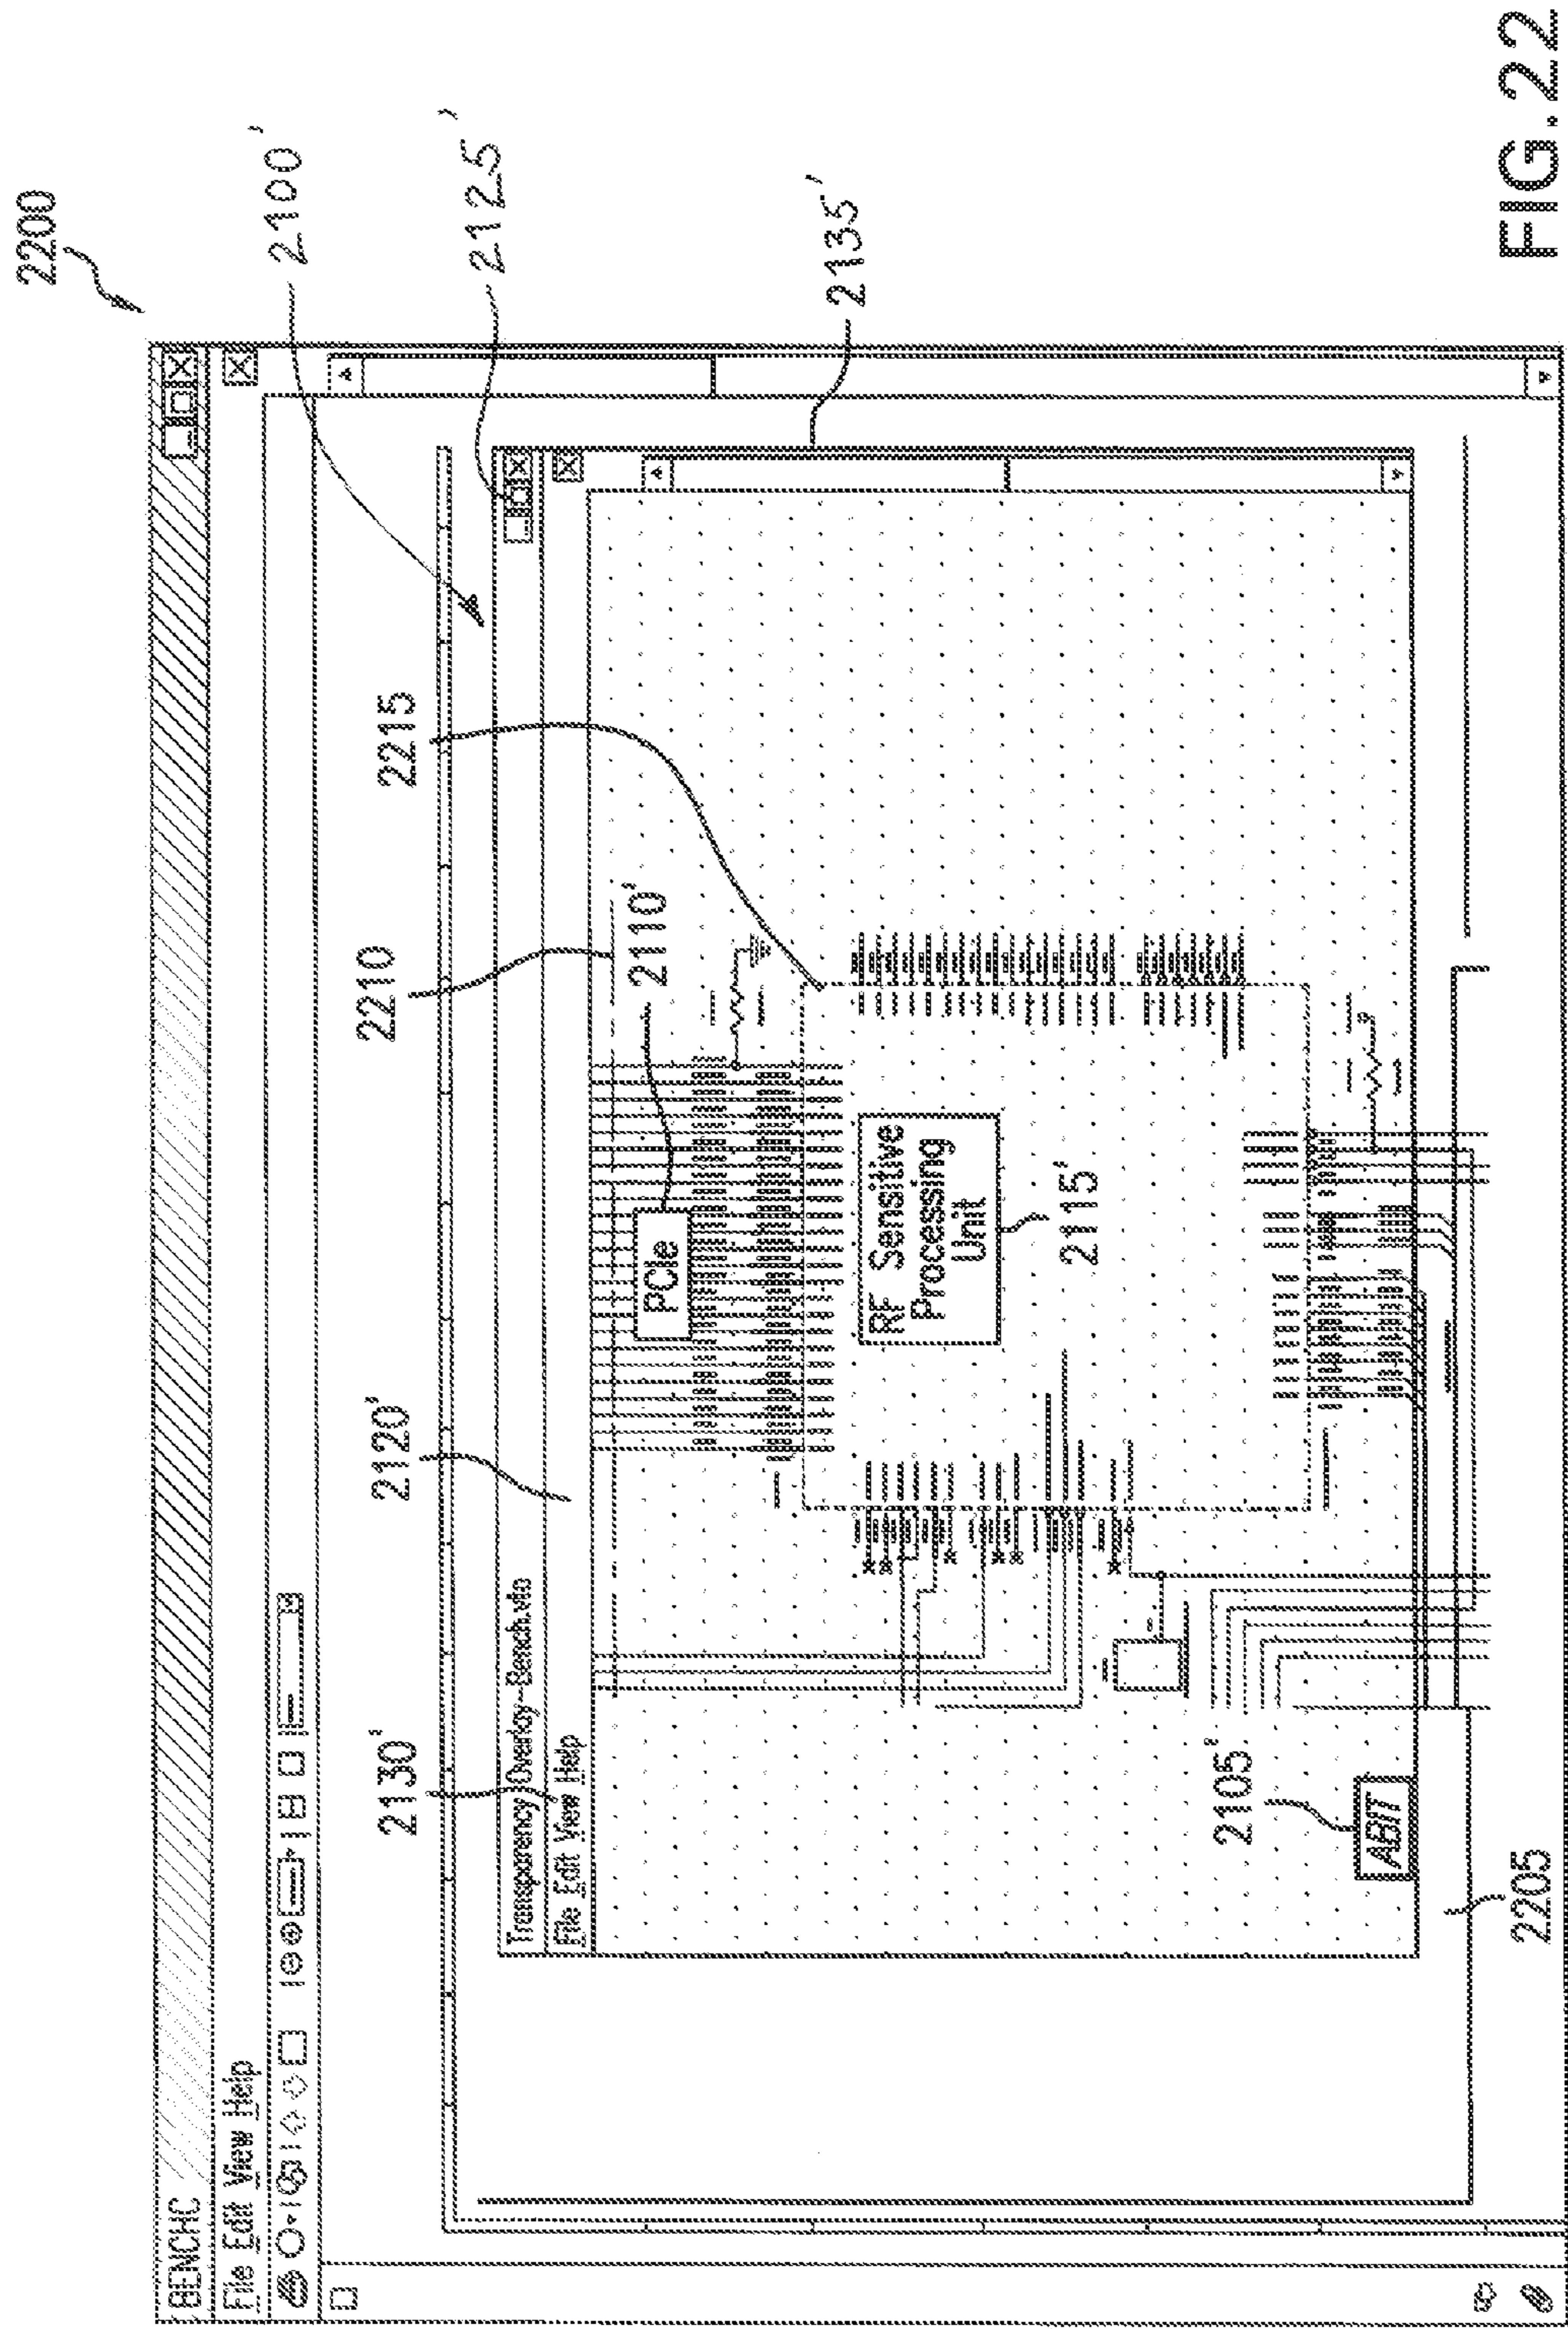 2200
2100'
2125'
2135'
BENCHC
File Edit View Help
2130'
2120'
2210
2215
Transparency Overlay-Bench.vlo
File Edit View Help
PCIe
2110'
RF Sensitive
Processing
Unit
2115'
2105'
ABIT
2205
FIG.22